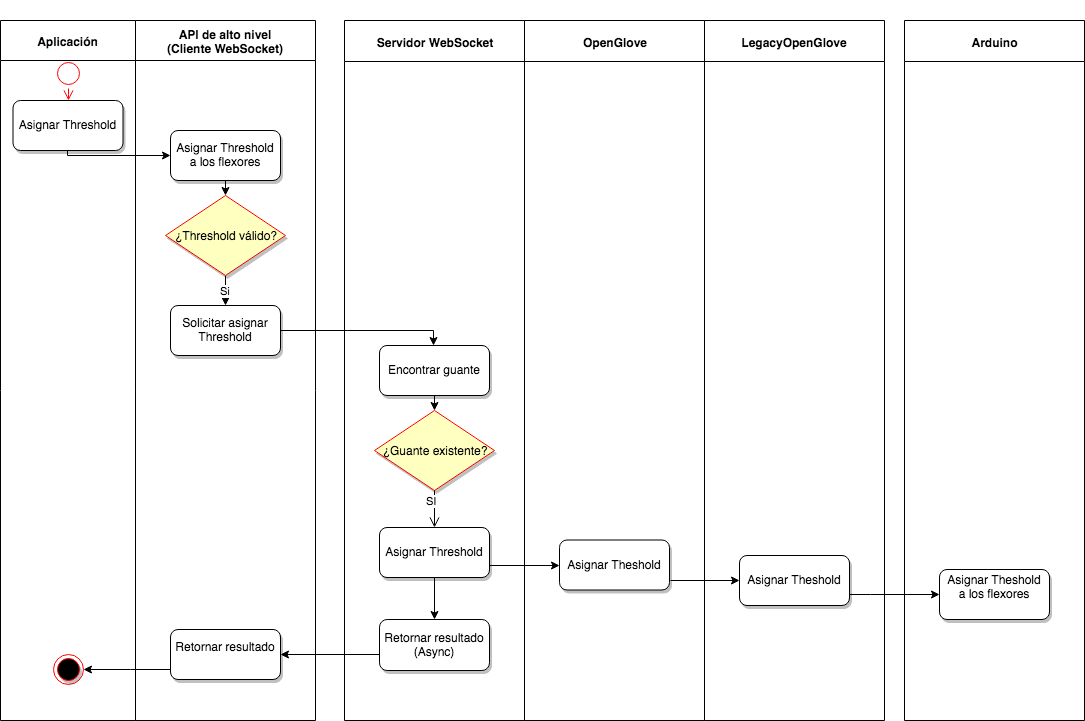 Aplicación
API de alto nivel
(Cliente WebSocket)
Servidor WebSocket
OpenGlove
LegacyOpenGlove
Arduino
Asignar Threshold
Asignar Threshold
a los flexores
¿Threshold válido?
Si
Solicitar asignar
Threshold
Encontrar guante
¿Guante existente?
SI
Asignar Threshold
Asignar Theshold
Asignar Theshold
Asignar Theshold
a los flexores
Retornar resultado
(Async)
Retornar resultado